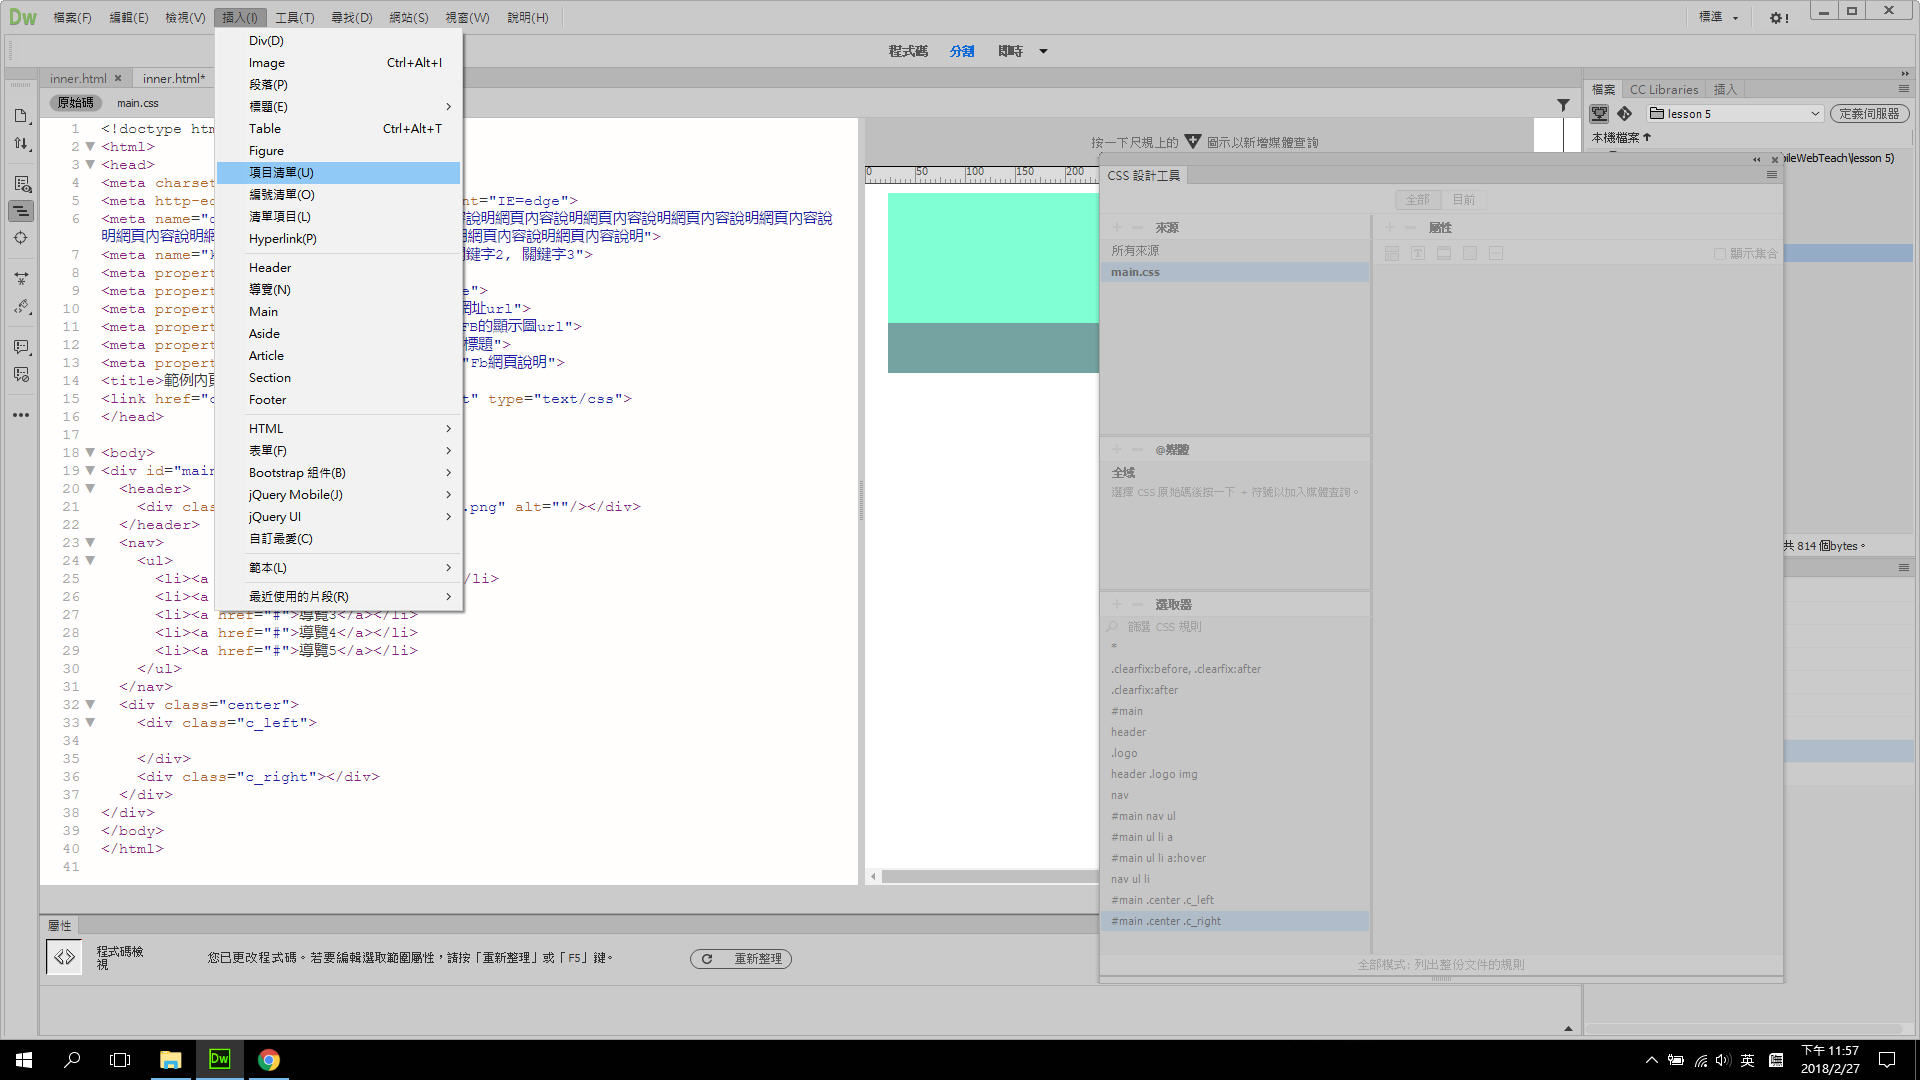 Dw 檔案(F) 編輯(E) 檢視(V) 插入(I) 工具(T) 尋找(D) 網站(S) 視窗(W) 說明(H) 標準
程式碼 分割 即時
inner.html × inner.html*
原始碼 main.css
Div(D)
Image Ctrl+Alt+I
段落(P)
標題(E)
Table Ctrl+Alt+T
Figure
項目清單(U)
編號清單(O)
清單項目(L)
Hyperlink(P)
Header
導覽(N)
Main
Aside
Article
Section
Footer
HTML
表單(F)
Bootstrap 組件(B)
jQuery Mobile(J)
jQuery UI
自訂最愛(C)
範本(L)
最近使用的片段(R)
1 <!doctype htm
2 <html>
3 <head>
4 <meta charset
5 <meta http-e nt="IE=edge">
6 <meta name="d 說明網頁內容說明網頁內容說明網頁內容說明網頁內容說
明網頁內容說明網 網頁內容說明網頁內容說明">
7 <meta name=" 鍵字2, 關鍵字3">
8 <meta propert
9 <meta propert e">
10 <meta propert 網址url">
11 <meta propert FB的顯示圖url">
12 <meta propert 標題">
13 <meta propert "Fb網頁說明">
14 <title>範例內頁
15 <link href="c t" type="text/css">
16 </head>
17
18 <body>
19 <div id="main
20 <header>
21 <div clas .png" alt=""/></div>
22 </header>
23 <nav>
24 <ul>
25 <li><a /li>
26 <li><a
27 <li><a href="#">導覽3</a></li>
28 <li><a href="#">導覽4</a></li>
29 <li><a href="#">導覽5</a></li>
30 </ul>
31 </nav>
32 <div class="center">
33 <div class="c_left">
34
35 </div>
36 <div class="c_right"></div>
37 </div>
38 </div>
39 </body>
40 </html>
41
按一下尺規上的 圖示以新增媒體查詢
0 50 100 150 200
CSS 設計工具
全部 目前
來源
所有來源
main.css
@媒體
全域
選擇 CSS 原始碼後按一下 + 符號以加入媒體查詢。
選取器
篩選 CSS 規則
*
.clearfix:before, .clearfix:after
.clearfix:after
#main
header
.logo
header .logo img
nav
#main nav ul
#main ul li a
#main ul li a:hover
nav ul li
#main .center .c_left
#main .center .c_right
屬性
顯示集合
全部模式: 列出整份文件的規則
檔案 CC Libraries 插入
lesson 5 定義伺服器
本機檔案
bileWebTeach\lesson 5)
共 814 個bytes。
屬性
程式碼檢視
您已更改程式碼。若要編輯選取範圍屬性，請按「重新整理」或「F5」鍵。
重新整理
Dw
英
下午 11:57
2018/2/27